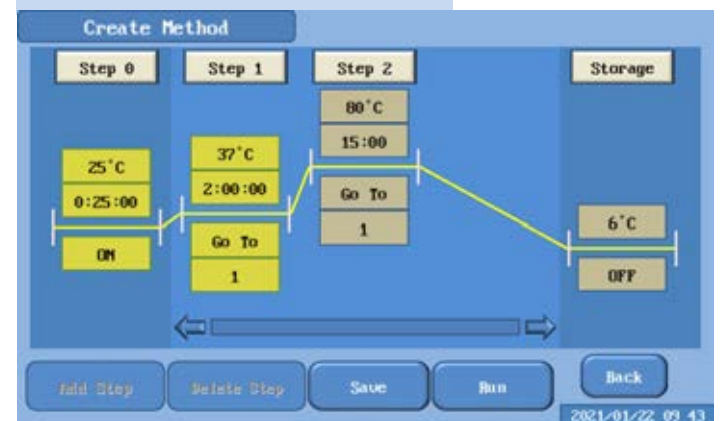 Create Method
Step 0
Step 1
Step 2
Storage
25°C
0:25:00
ON
37°C
2:00:00
Go To
1
80°C
15:00
Go To
1
6°C
OFF
Add Step
Delete Step
Save
Run
Back
2021/01/22 09 43